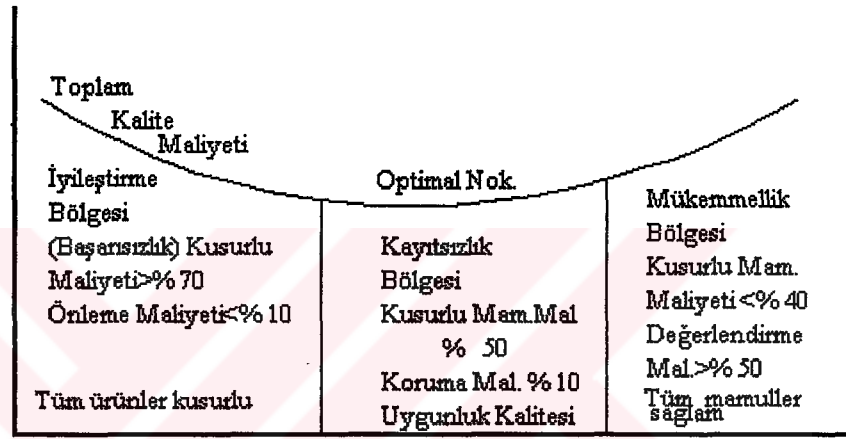 Toplam
Kalite
Maliyeti
İyileştirme
Bölgesi
(Başarısızlık) Kusurlu
Maliyeti>% 70
Önleme Maliyeti<% 10
Tüm ürünler kusurlu
Optimal Nok.
Kayıtsızlık
Bölgesi
Kusurlu Mam.Mal
% 50
Koruma Mal. % 10
Uygunluk Kalitesi
Mükemmellik
Bölgesi
Kusurlu Mam.
Maliyeti<% 40
Değerlendirme
Mal.>% 50
Tüm mamuller
sağlam